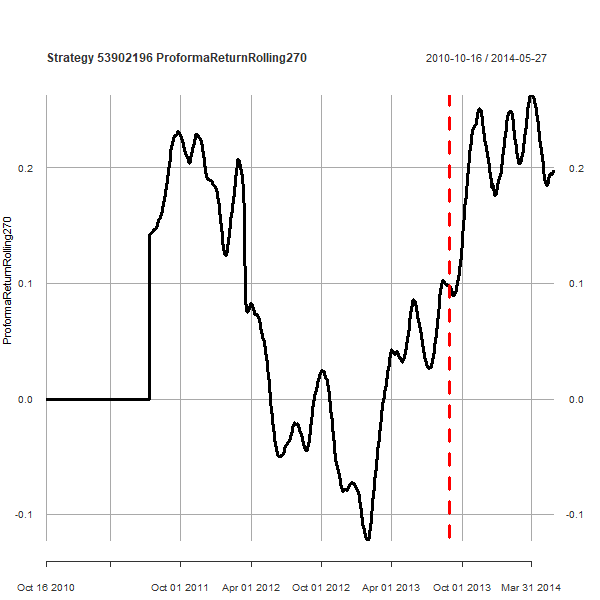 Strategy 53902196 ProformaReturnRolling270 2010-10-16 / 2014-05-27
ProformaReturnRolling270
0.2 0.2
0.1 0.1
0.0 0.0
-0.1 -0.1
Oct 16 2010 Oct 01 2011 Apr 01 2012 Oct 01 2012 Apr 01 2013 Oct 01 2013 Mar 31 2014